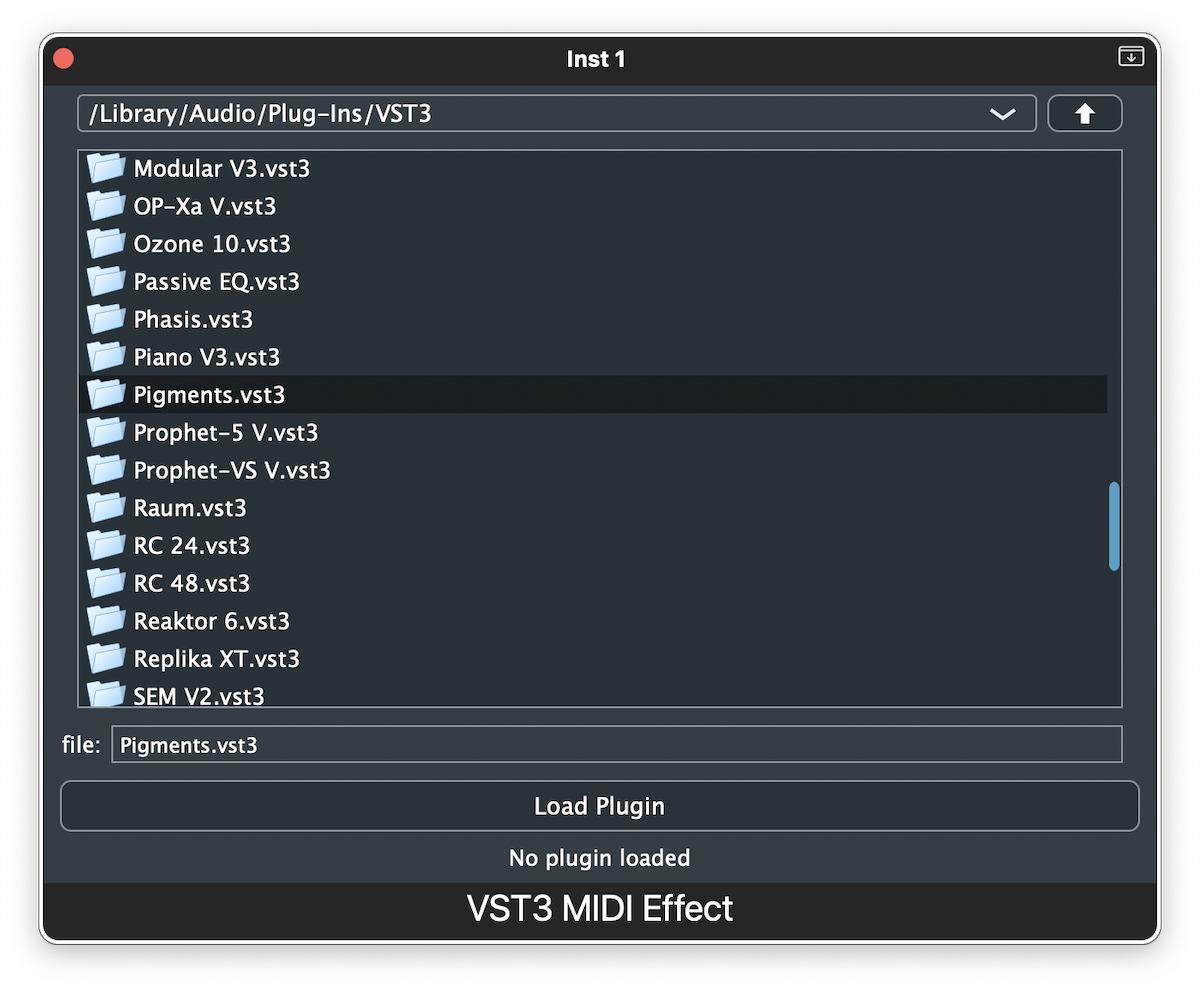 Inst 1
/Library/Audio/Plug-Ins/VST3
Modular V3.vst3
OP-Xa V.vst3
Ozone 10.vst3
Passive EQ.vst3
Phasis.vst3
Piano V3.vst3
Pigments.vst3
Prophet-5 V.vst3
Prophet-VS V.vst3
Raum.vst3
RC 24.vst3
RC 48.vst3
Reaktor 6.vst3
Replika XT.vst3
SEM V2.vst3
file: Pigments.vst3
Load Plugin
No plugin loaded
VST3 MIDI Effect